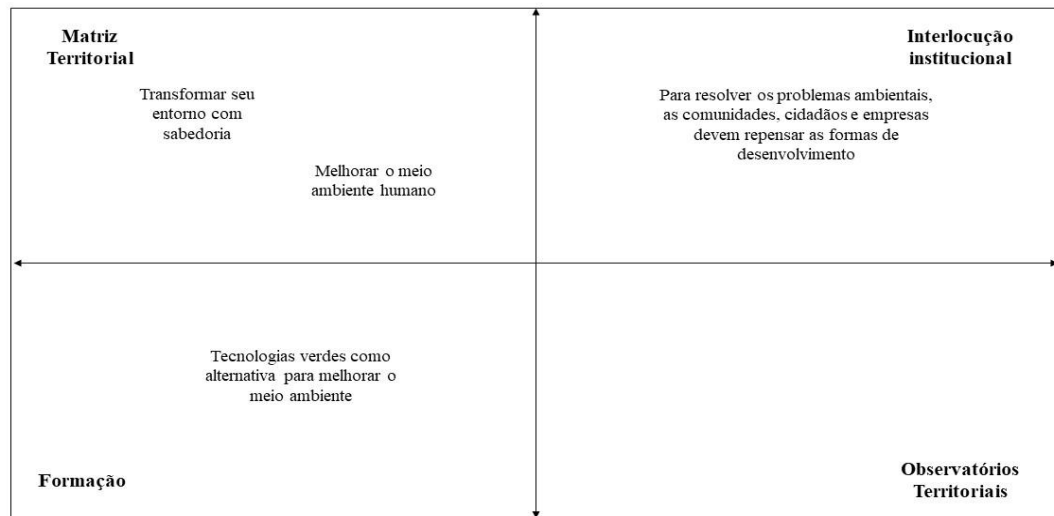 Matriz
Territorial
Transformar seu
entorno com
sabedoria
Melhorar o meio
ambiente humano
Interlocução
institucional
Para resolver os problemas ambientais,
as comunidades, cidadãos e empresas
devem repensar as formas de
desenvolvimento
Tecnologias verdes como
alternativa para melhorar o
meio ambiente
Formação
Observatórios
Territoriais